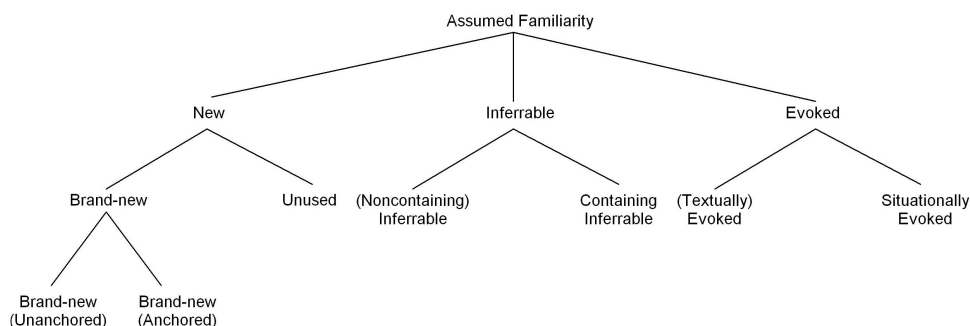 Assumed Familiarity
New
Inferrable
Evoked
Brand-new
Unused
(Noncontaining)
Inferrable
Containing
Inferrable
(Textually)
Evoked
Situationally
Evoked
Brand-new
(Unanchored)
Brand-new
(Anchored)